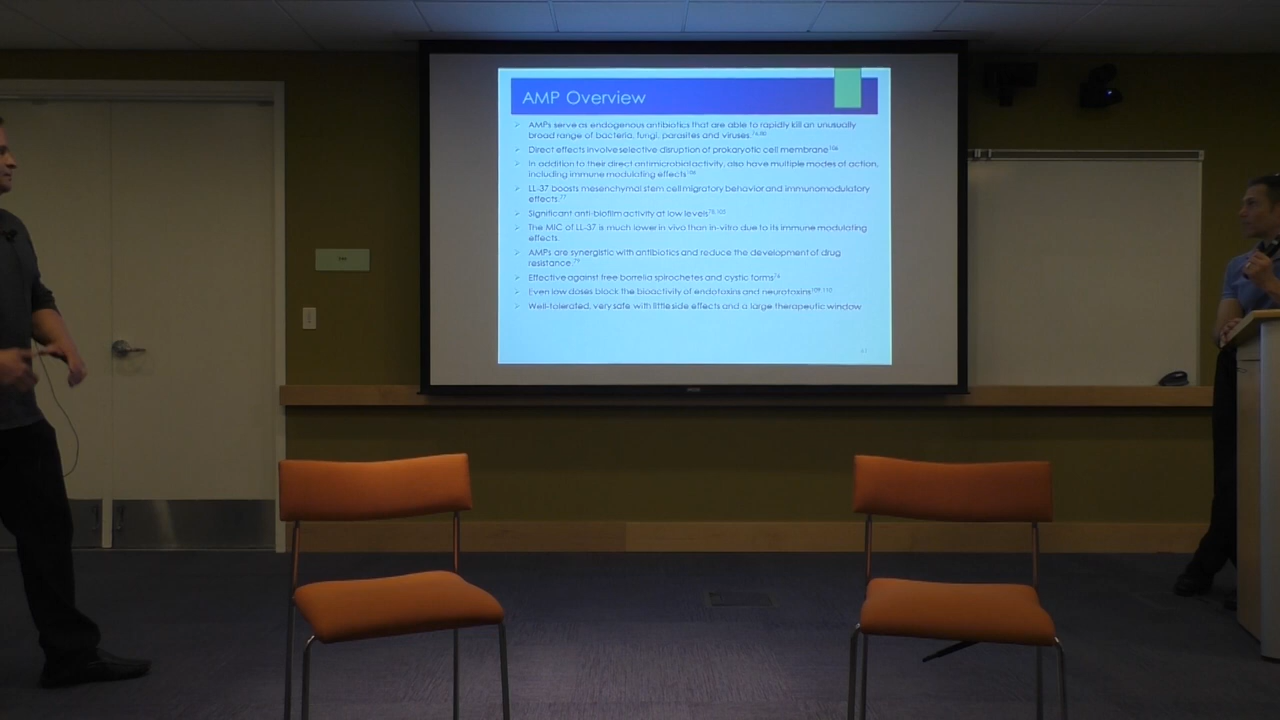 AMP Overview
➢ AMPs serve as endogenous antibiotics that are able to rapidly kill an unusually
broad range of bacteria, fungi, parasites and viruses.
➢ Direct effects involve selective disruption of prokaryotic cell membrane
➢ In addition to their direct antimicrobial activity, also have multiple modes of action,
including immune modulating effects
➢ LL-37 boosts mesenchymal stem cell migratory behavior and immunomodulatory
effects.
➢ Significant anti-biofilm activity at low levels
➢ The MIC of LL-37 is much lower in vivo than in-vitro due to its immune modulating
effects.
➢ AMPs are synergistic with antibiotics and reduce the development of drug
resistance.
➢ Effective against free borrelia spirochetes and cystic forms
➢ Even low doses block the bioactivity of endotoxins and neurotoxins
➢ Well-tolerated, very safe with little side effects and a large therapeutic window